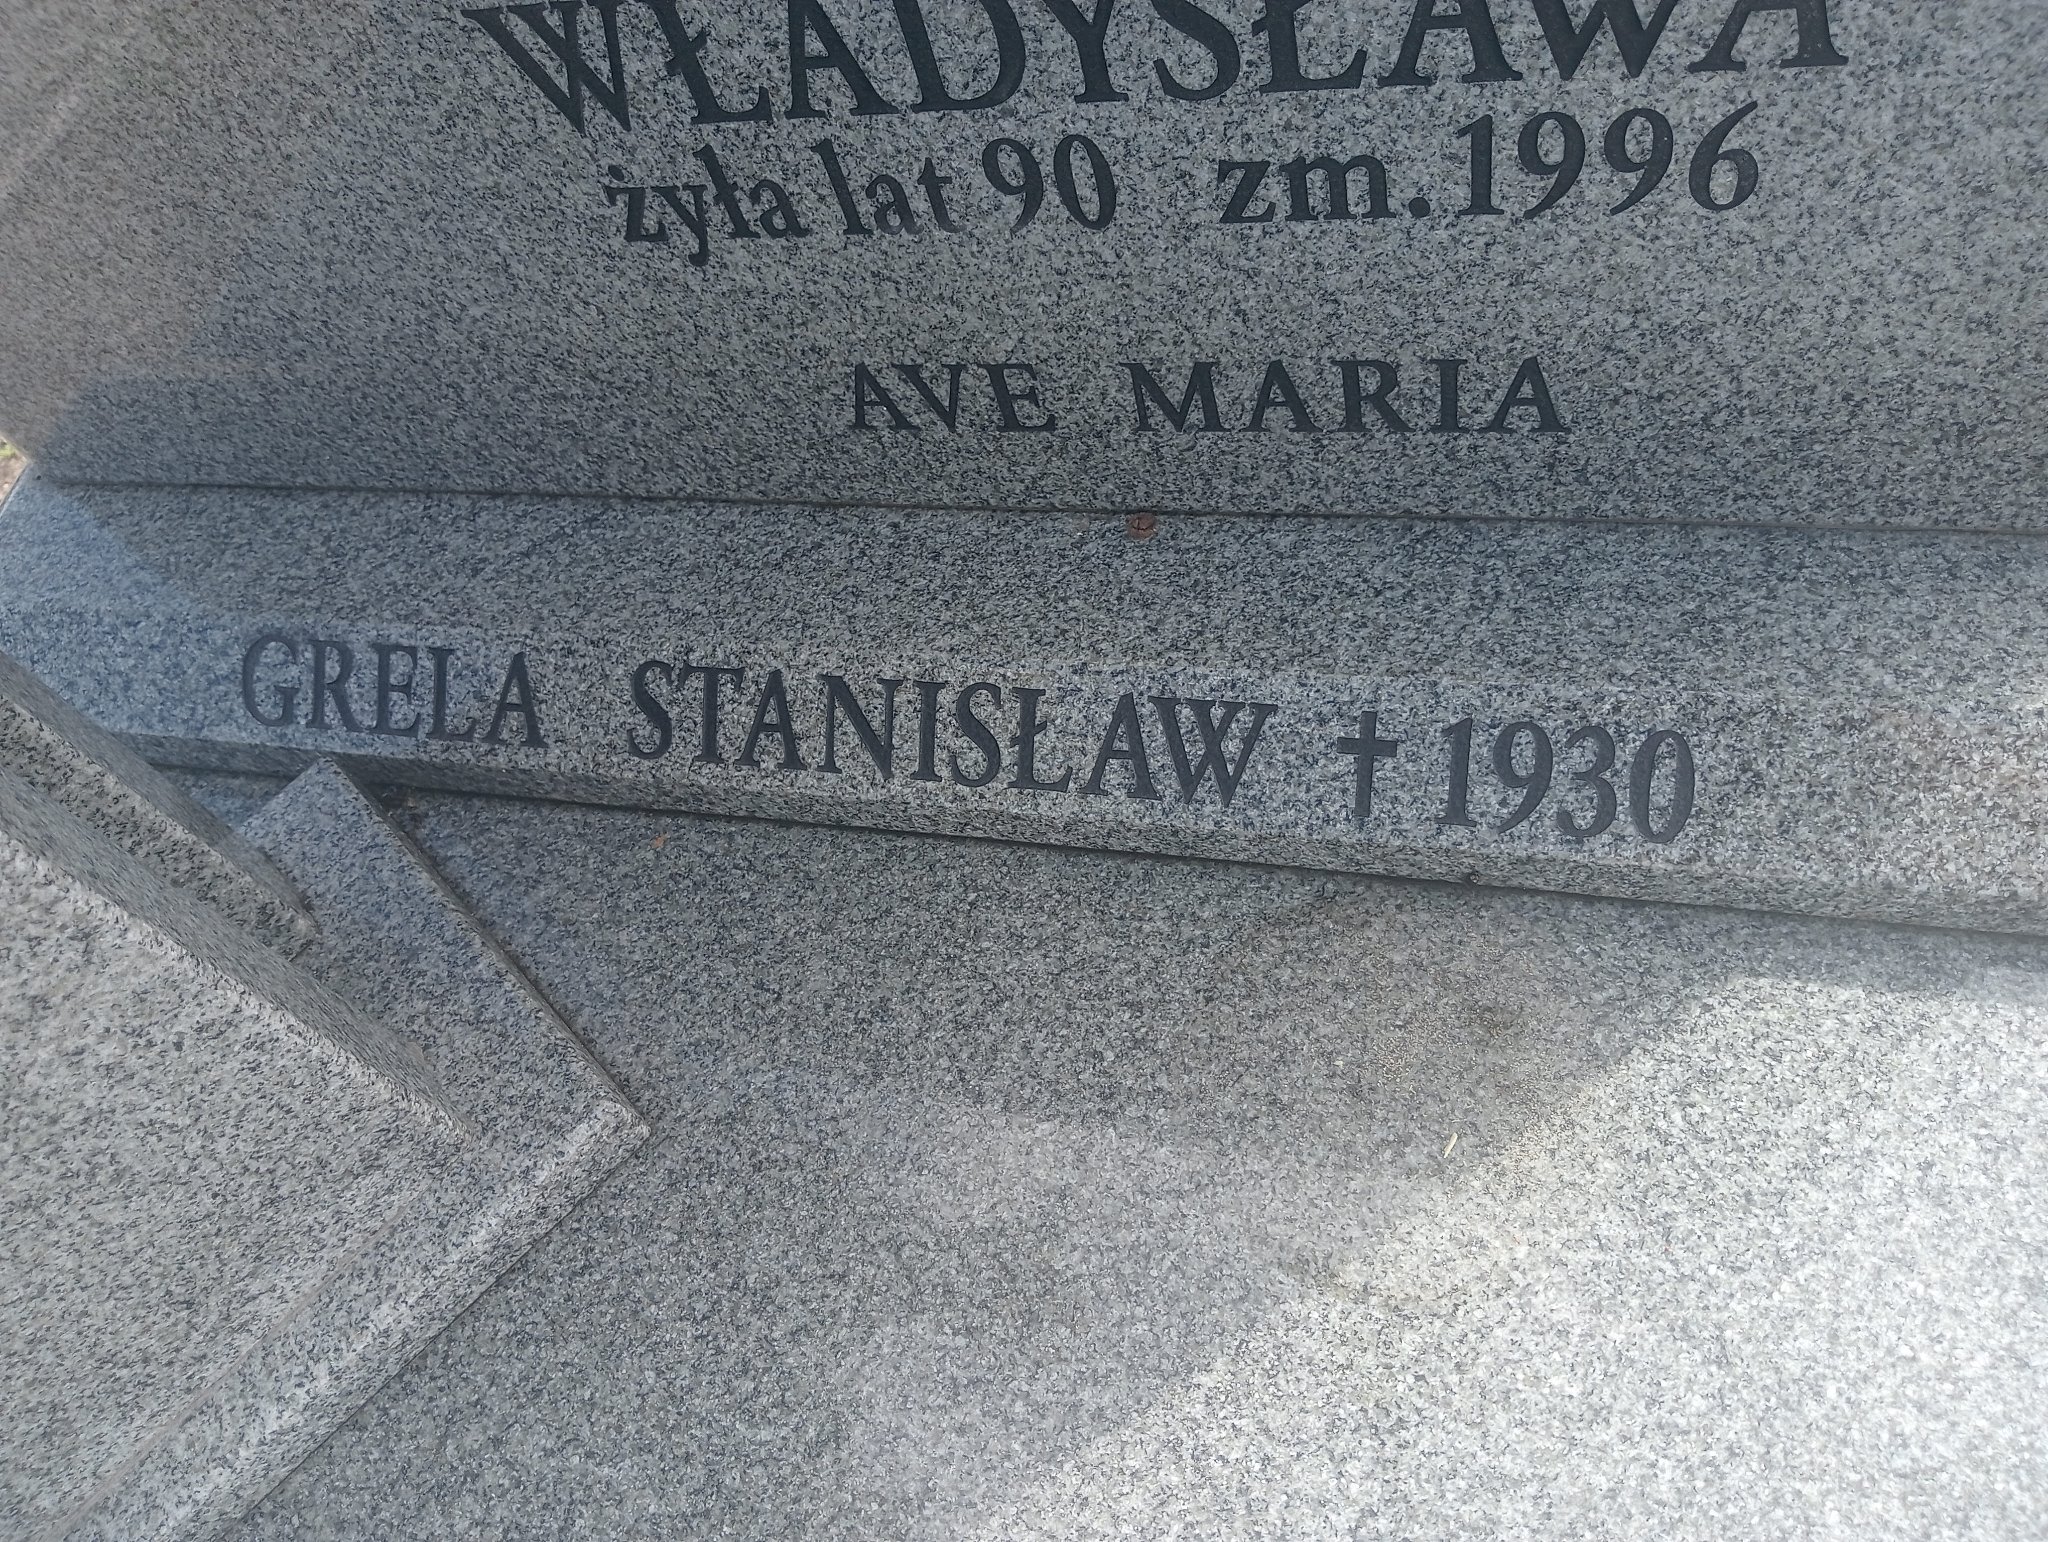 WŁADYSŁAWA
żyła lat 90 zm. 1996
AVE MARIA
GRELA STANISŁAW † 1930